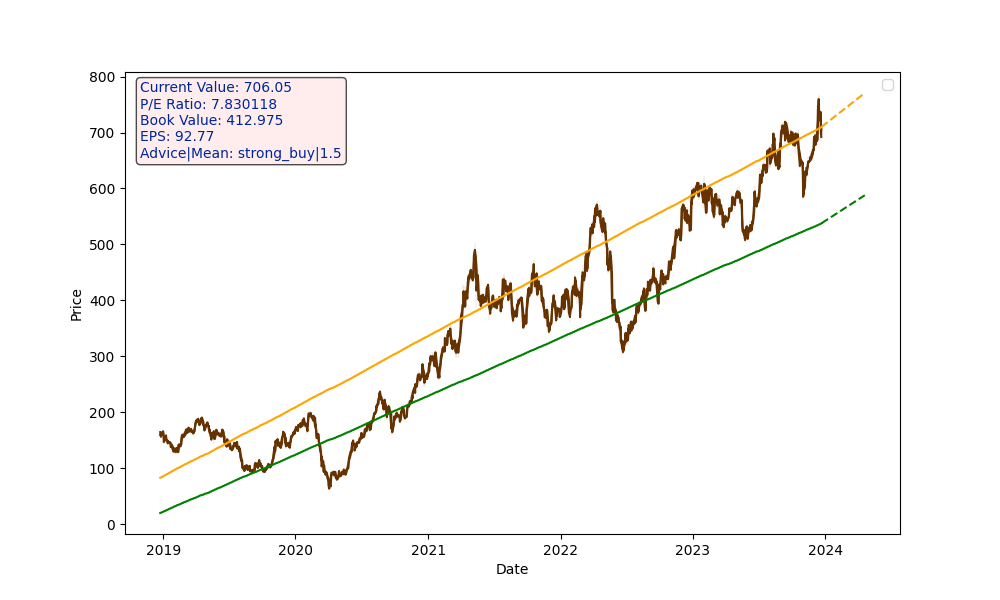 Current Value: 706.05
P/E Ratio: 7.830118
Book Value: 412.975
EPS: 92.77
Advice|Mean: strong_buy|1.5
800
700
600
500
400
300
200
100
0
Price
2019 2020 2021 2022 2023 2024
Date